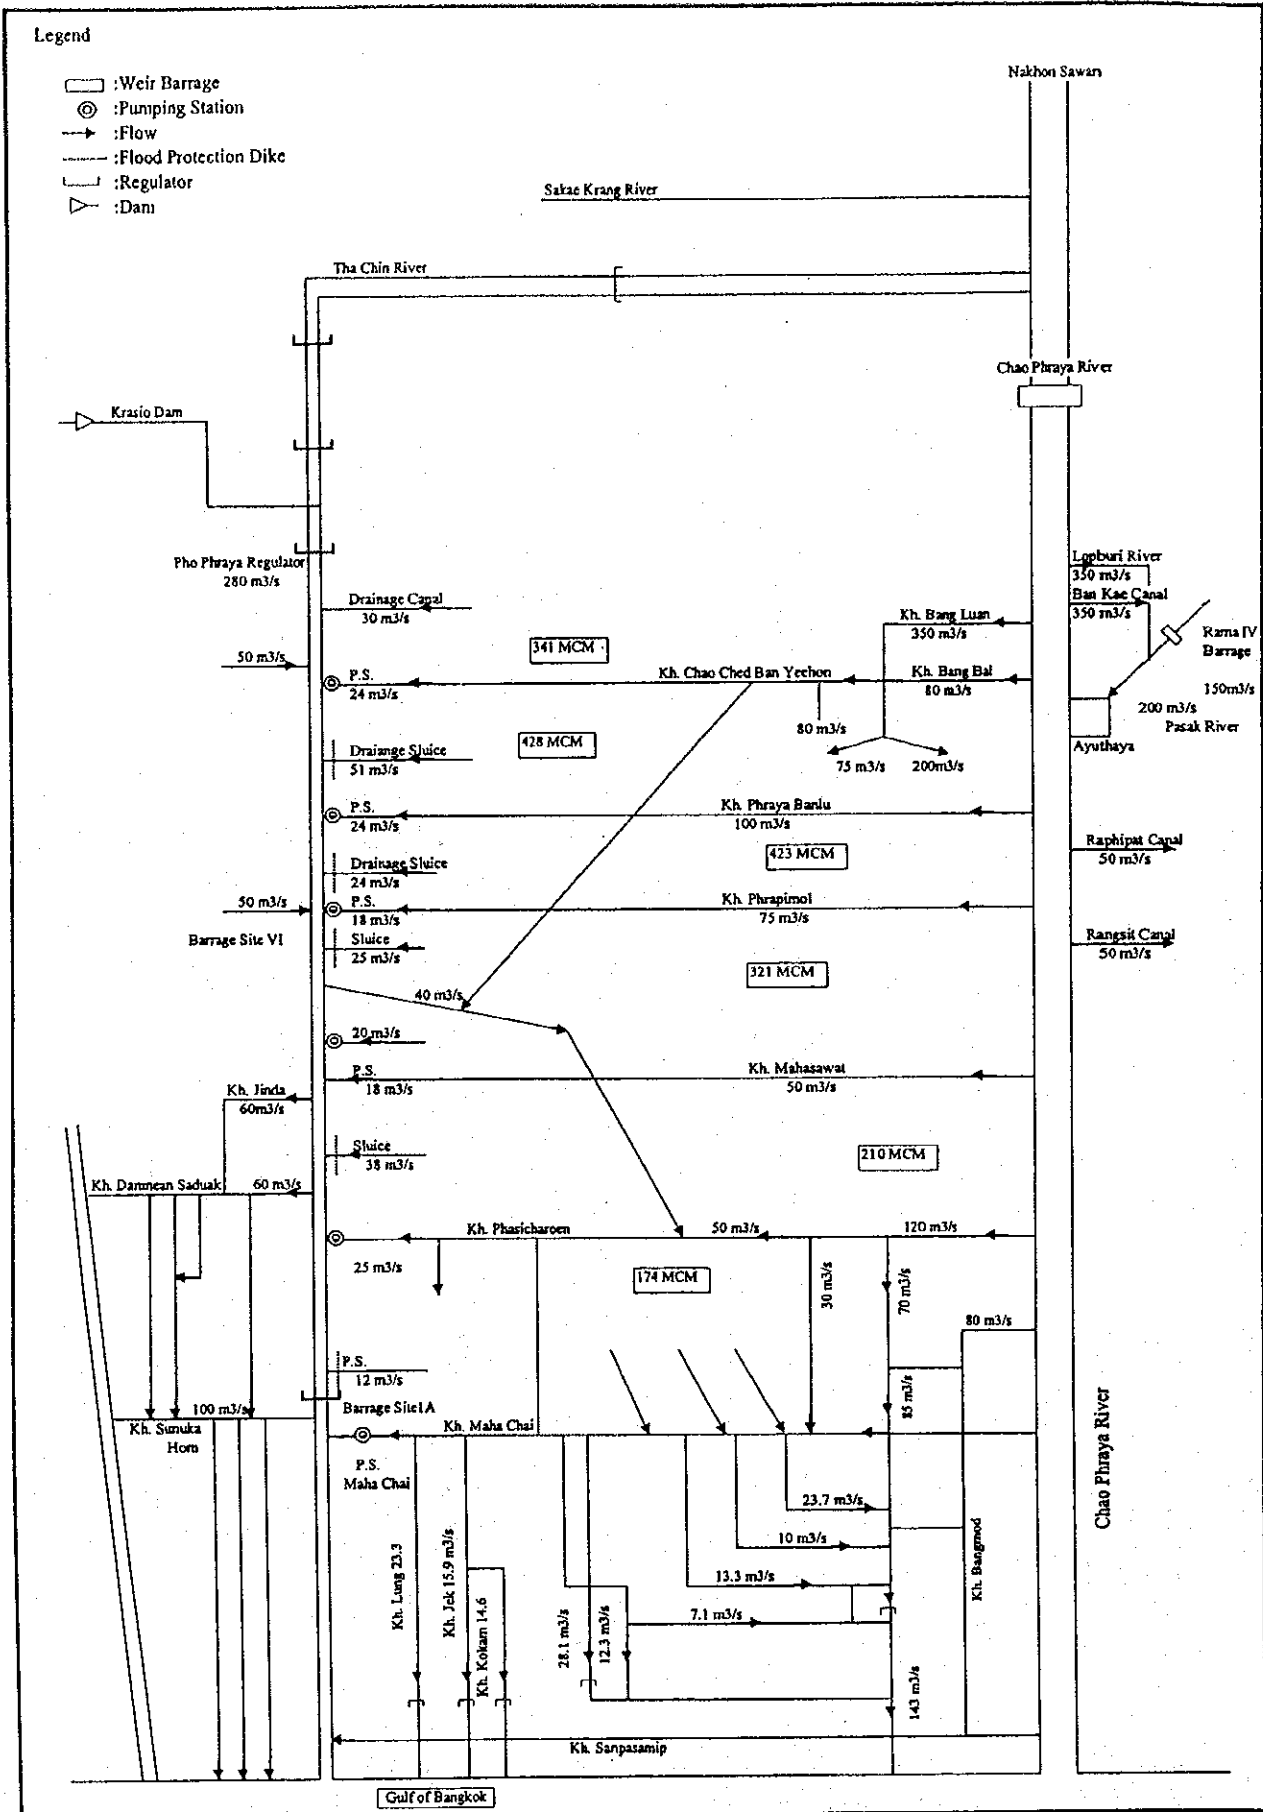 Legend
:Weir Barrage
:Pumping Station
:Flow
:Flood Protection Dike
:Regulator
:Dam
Nakhon Sawan
Sakae Krang River
Tha Chin River
Chao Phraya River
Krasio Dam
Pho Phraya Regulator
280 m3/s
Lopburi River
350 m3/s
Ban Kae Canal
350 m3/s
Rama IV
Barrage
150m3/s
200 m3/s
Pasak River
Ayuthaya
Drainage Canal
30 m3/s
Kh. Bang Luan
350 m3/s
341 MCM
50 m3/s
P.S.
24 m3/s
Kh. Chao Ched Ban Yeehon
Kh. Bang Bal
80 m3/s
80 m3/s
428 MCM
75 m3/s
200m3/s
Draiange Sluice
51 m3/s
P.S.
24 m3/s
Kh. Phraya Banlu
100 m3/s
423 MCM
Raphipat Canal
50 m3/s
Drainage Sluice
24 m3/s
50 m3/s
P.S.
18 m3/s
Kh. Phrapimol
75 m3/s
Barrage Site VI
Sluice
25 m3/s
Rangsit Canal
50 m3/s
321 MCM
40 m3/s
20 m3/s
P.S.
18 m3/s
Kh. Mahasawat
50 m3/s
Kh. Jinda
60m3/s
Sluice
38 m3/s
210 MCM
Kh. Damnean Saduak
60 m3/s
Kh. Phasicharoen
50 m3/s
120 m3/s
25 m3/s
174 MCM
30 m3/s
70 m3/s
80 m3/s
P.S.
12 m3/s
85 m3/s
100 m3/s
Barrage Site1A
Kh. Sunuka
Hom
Kh. Maha Chai
P.S.
Maha Chai
Chao Phraya River
23.7 m3/s
10 m3/s
Kh. Bangmod
13.3 m3/s
7.1 m3/s
Kh. Lung 23.3
Kh. Jek 15.9 m3/s
Kh. Kokam 14.6
28.1 m3/s
12.3 m3/s
143 m3/s
Kh. Sanpasamip
Gulf of Bangkok